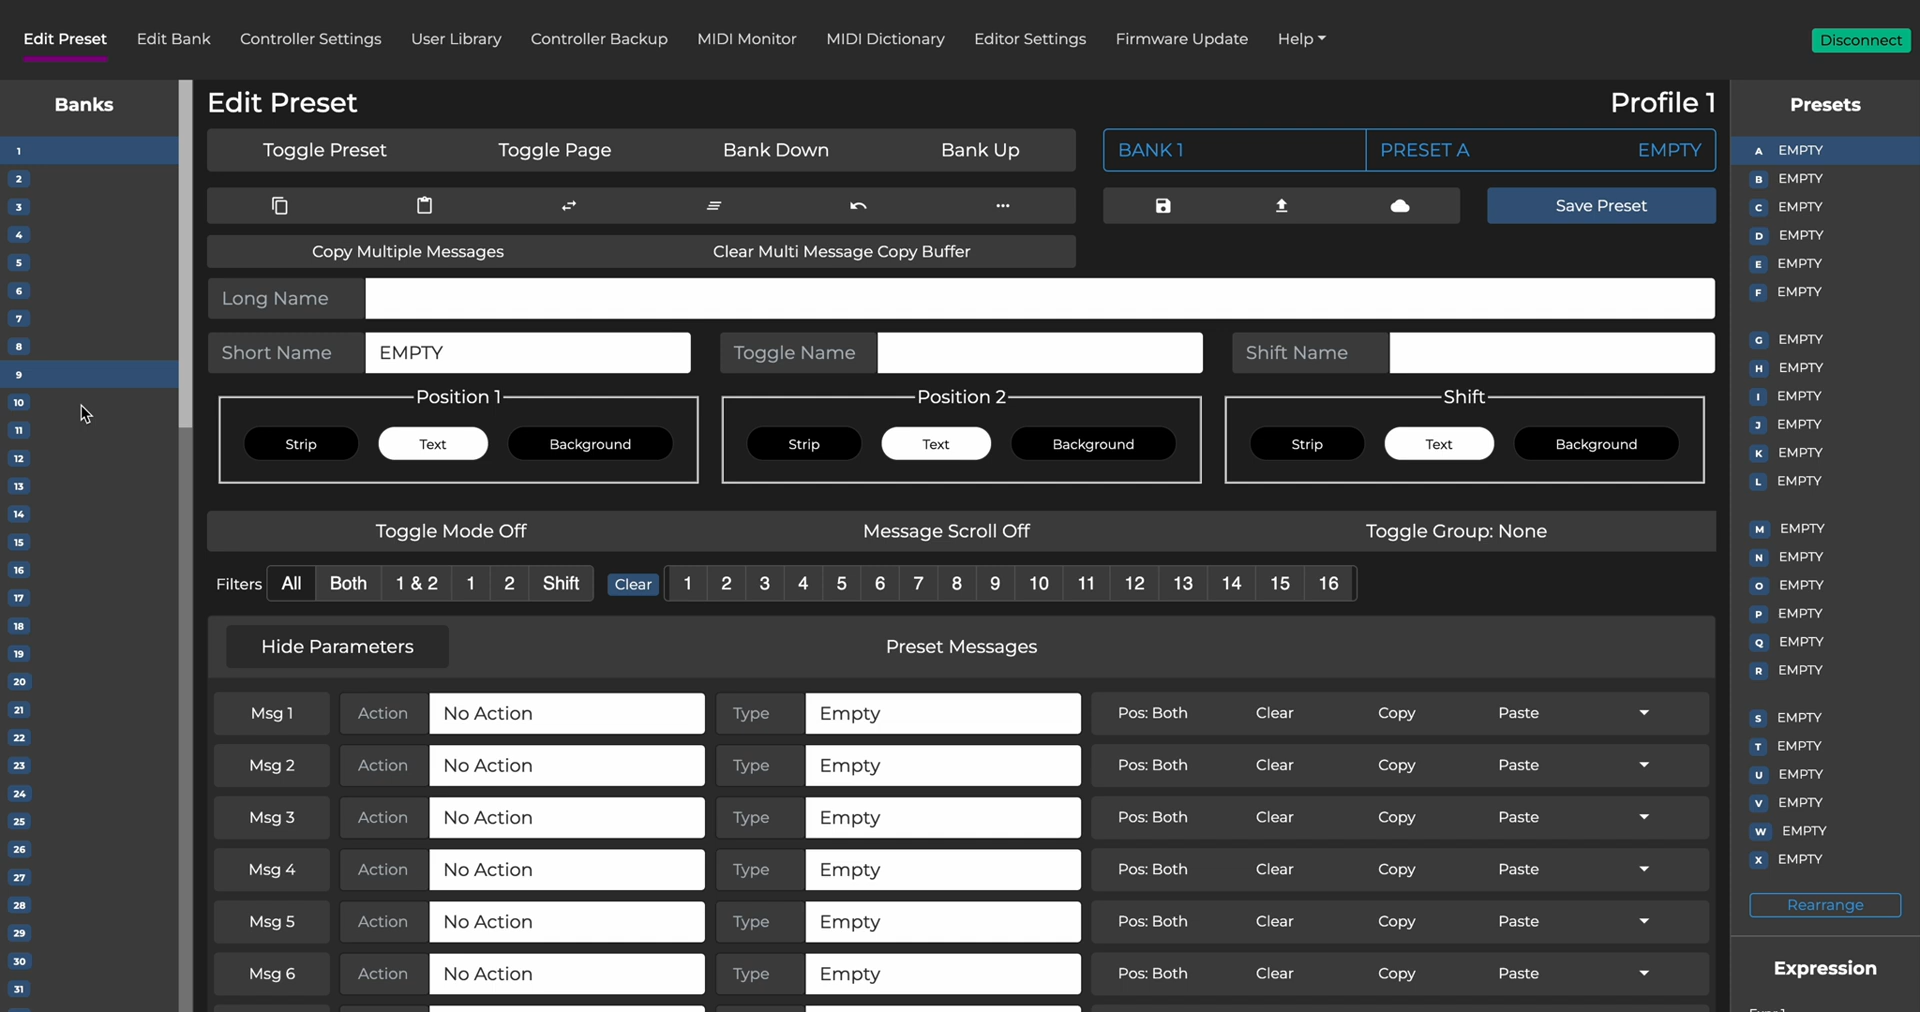 Edit Preset Edit Bank Controller Settings User Library Controller Backup MIDI Monitor MIDI Dictionary Editor Settings Firmware Update Help Disconnect
Banks
1
2
3
4
5
6
7
8
9
10
11
12
13
14
15
16
17
18
19
20
21
22
23
24
25
26
27
28
29
30
31
Edit Preset Profile 1
Toggle Preset Toggle Page Bank Down Bank Up BANK 1 PRESET A EMPTY
Save Preset
Copy Multiple Messages Clear Multi Message Copy Buffer
Long Name
Short Name EMPTY Toggle Name Shift Name
Position 1 Position 2 Shift
Strip Text Background Strip Text Background Strip Text Background
Toggle Mode Off Message Scroll Off Toggle Group: None
Filters All Both 1 & 2 1 2 Shift Clear 1 2 3 4 5 6 7 8 9 10 11 12 13 14 15 16
Hide Parameters Preset Messages
Msg 1 Action No Action Type Empty Pos: Both Clear Copy Paste
Msg 2 Action No Action Type Empty Pos: Both Clear Copy Paste
Msg 3 Action No Action Type Empty Pos: Both Clear Copy Paste
Msg 4 Action No Action Type Empty Pos: Both Clear Copy Paste
Msg 5 Action No Action Type Empty Pos: Both Clear Copy Paste
Msg 6 Action No Action Type Empty Pos: Both Clear Copy Paste
Presets
A EMPTY
B EMPTY
C EMPTY
D EMPTY
E EMPTY
F EMPTY
G EMPTY
H EMPTY
I EMPTY
J EMPTY
K EMPTY
L EMPTY
M EMPTY
N EMPTY
O EMPTY
P EMPTY
Q EMPTY
R EMPTY
S EMPTY
T EMPTY
U EMPTY
V EMPTY
W EMPTY
X EMPTY
Rearrange
Expression